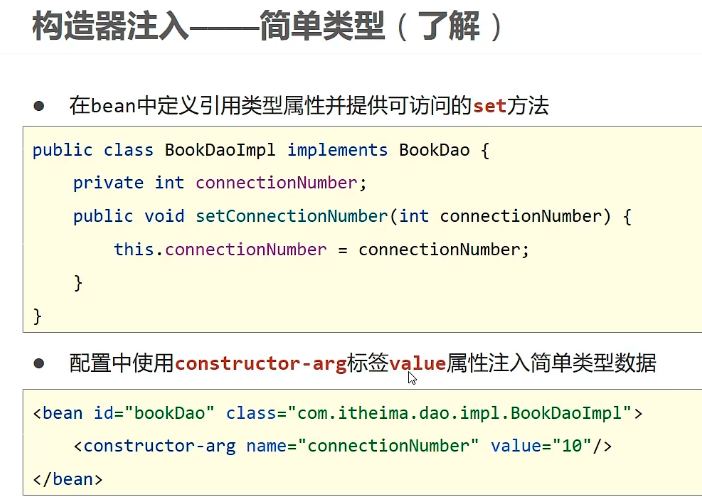 构造器注入——简单类型（了解）
● 在bean中定义引用类型属性并提供可访问的set方法
public class BookDaoImpl implements BookDao {
    private int connectionNumber;
    public void setConnectionNumber(int connectionNumber) {
        this.connectionNumber = connectionNumber;
    }
}
● 配置中使用constructor-arg标签value属性注入简单类型数据
<bean id="bookDao" class="com.itheima.dao.impl.BookDaoImpl">
    <constructor-arg name="connectionNumber" value="10"/>
</bean>